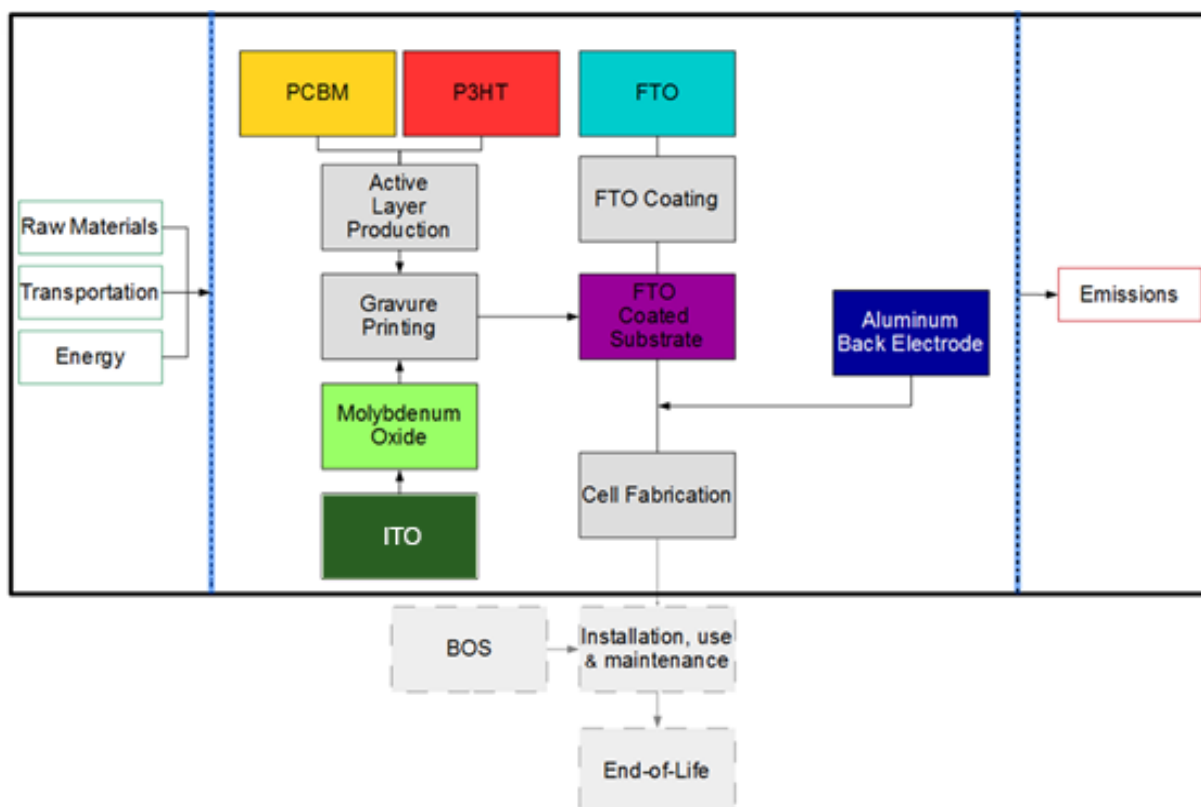 PCBM
P3HT
FTO
Active
Layer
Production
FTO Coating
Raw Materials
Transportation
Energy
Gravure
Printing
FTO
Coated
Substrate
Aluminum
Back Electrode
Emissions
Molybdenum
Oxide
ITO
Cell Fabrication
BOS
Installation, use
& maintenance
End-of-Life